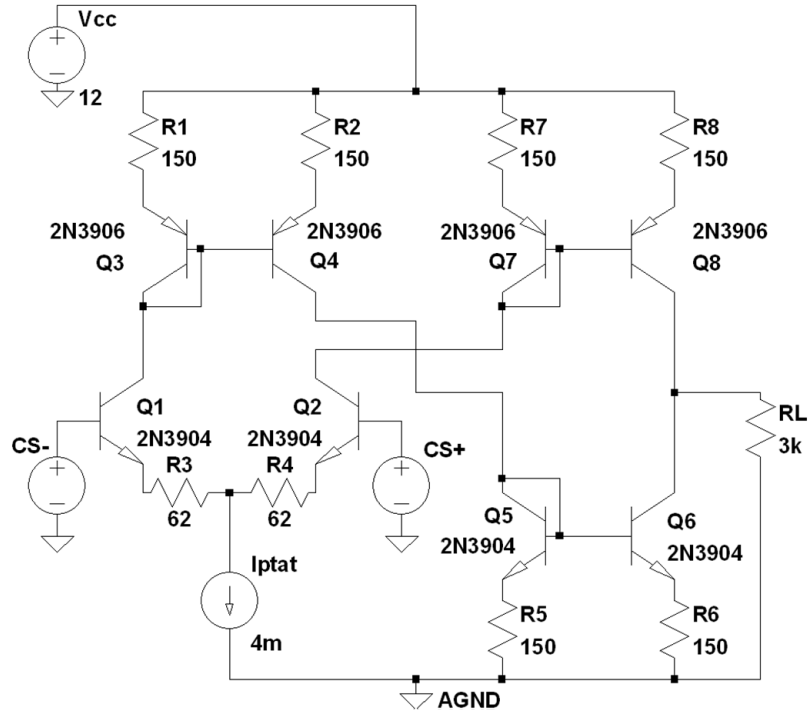 Vcc
12
R1
150
R2
150
R7
150
R8
150
2N3906
Q3
2N3906
Q4
2N3906
Q7
2N3906
Q8
Q1
2N3904
Q2
2N3904
CS-
CS+
R3
62
R4
62
RL
3k
Q5
2N3904
Q6
2N3904
Iptat
4m
R5
150
R6
150
AGND